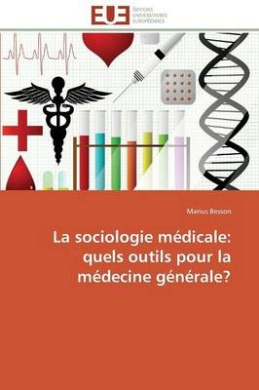 EUE
ÉDITIONS
UNIVERSITAIRES
EUROPÉENNES
Marius Besson
La sociologie médicale:
quels outils pour la
médecine générale?